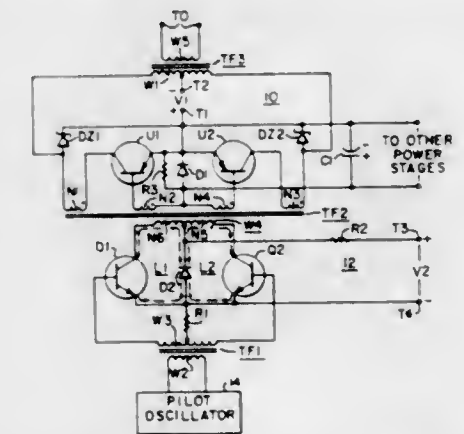 TO
W5
TF3
W1
T2
V1
T1
10
DZ1
U1
U2
DZ2
C1
TO OTHER
POWER
STAGES
D1
R3
N1
N2
N4
N3
TF2
N6
N5
W4
R2
T3
Q2
L1
L2
D2
12
V2
R1
T4
W3
TF1
W2
14
PILOT
OSCILLATOR